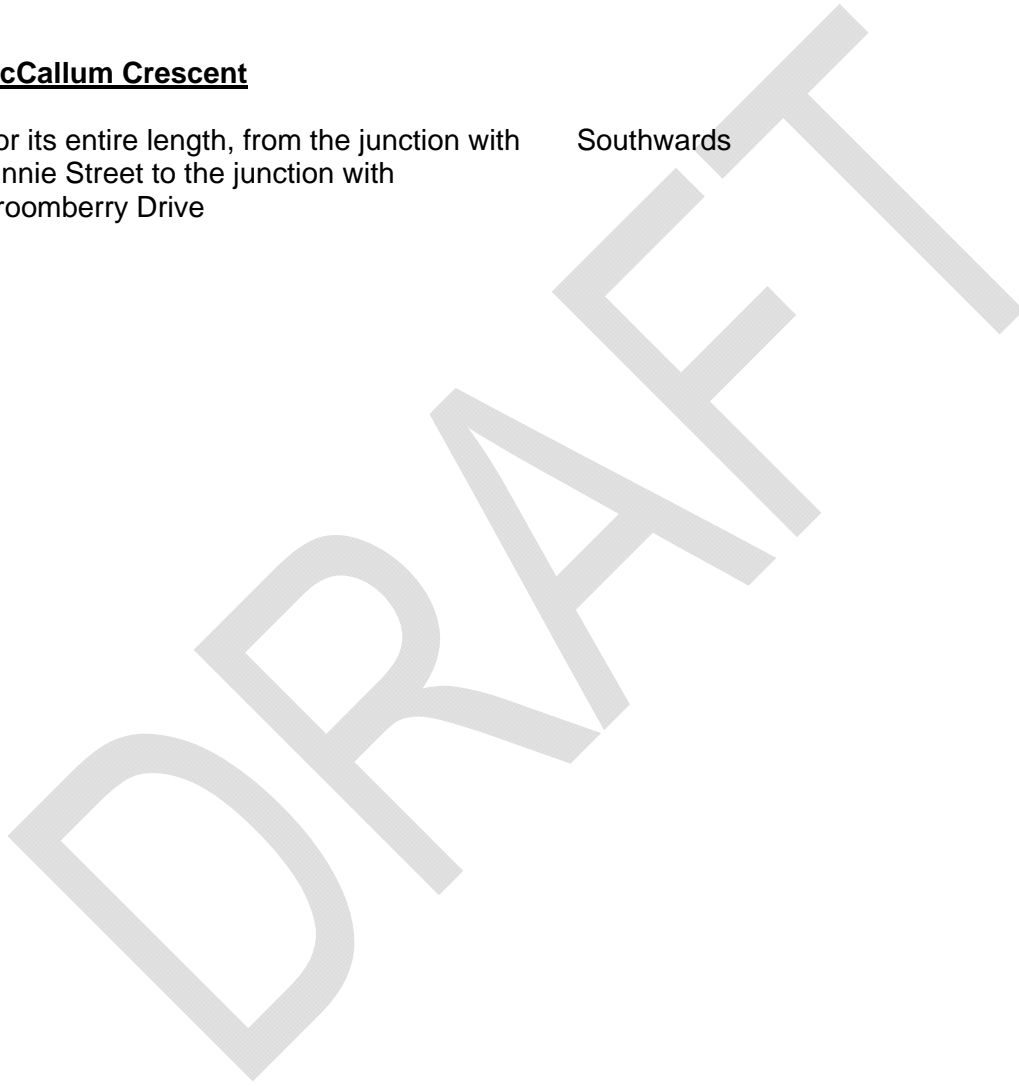 cCallum Crescent
or its entire length, from the junction with Southwards
nnie Street to the junction with
roomberry Drive
DRAFT